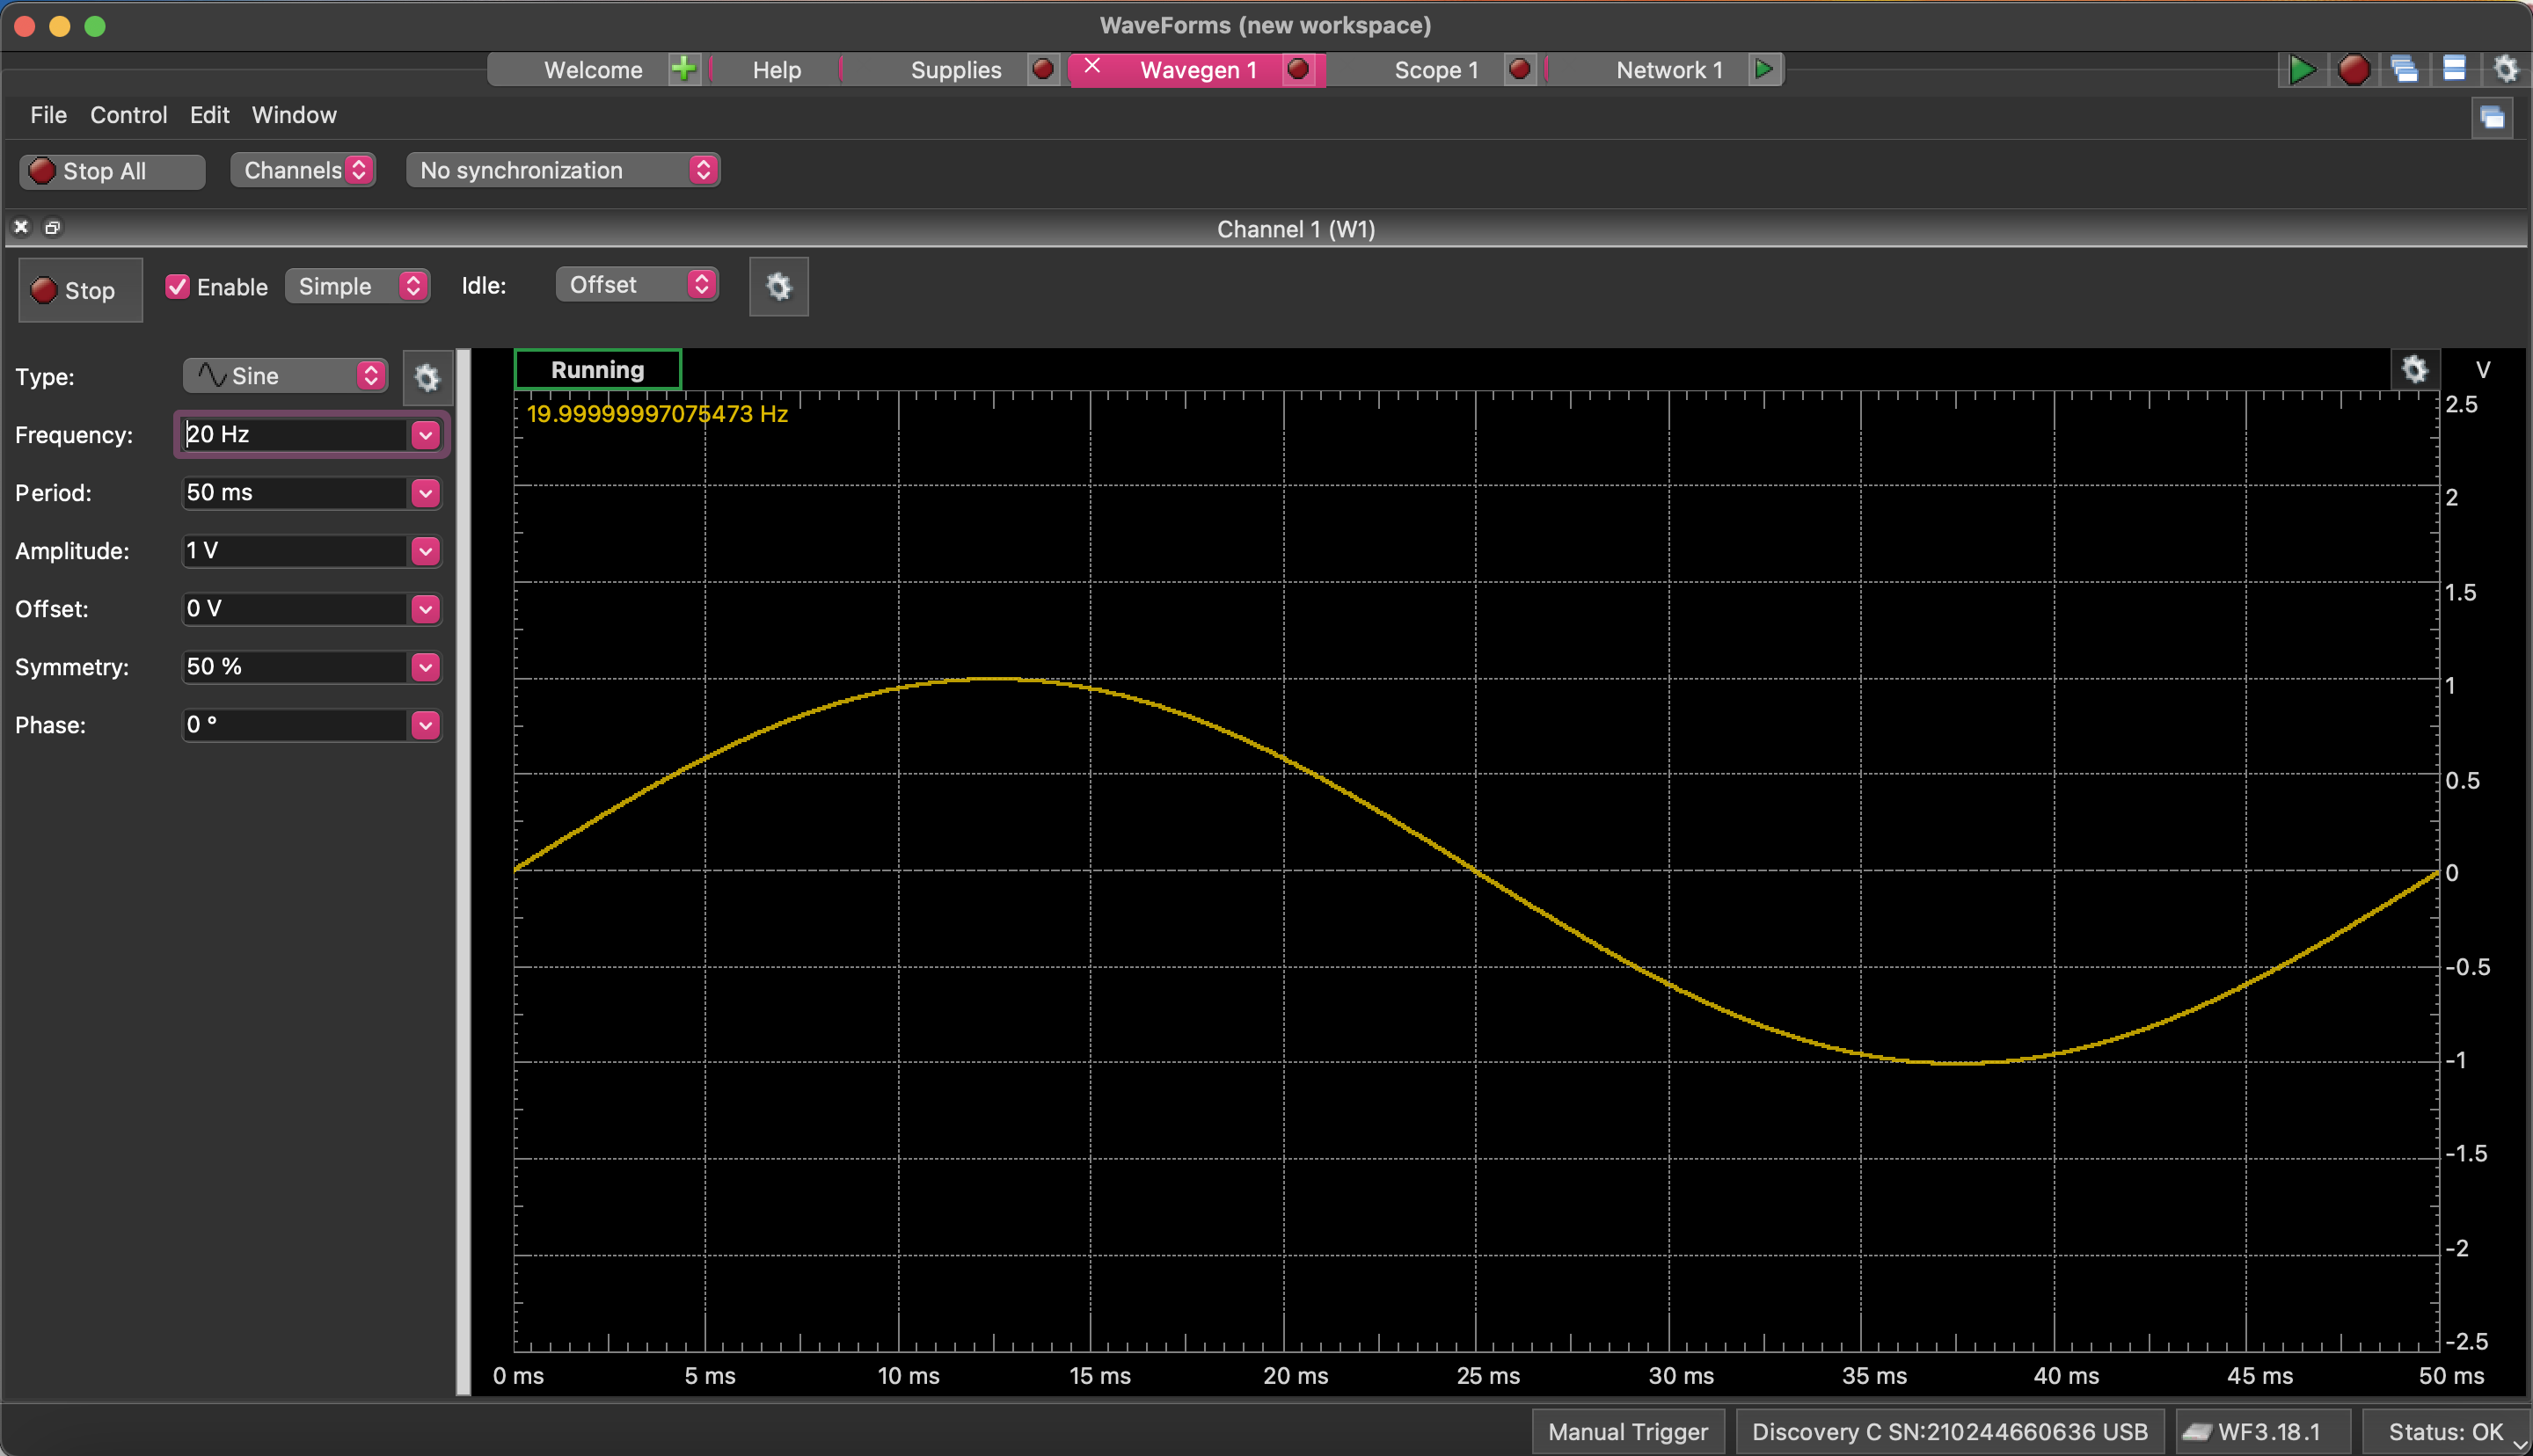 WaveForms (new workspace)
Welcome Help Supplies Wavegen 1 Scope 1 Network 1
File Control Edit Window
Stop All Channels No synchronization
Channel 1 (W1)
Stop Enable Simple Idle: Offset
Type: Sine
Frequency: 20 Hz
Period: 50 ms
Amplitude: 1 V
Offset: 0 V
Symmetry: 50 %
Phase: 0 °
Running
V
19.99999997075473 Hz
2.5
2
1.5
1
0.5
0
-0.5
-1
-1.5
-2
-2.5
0 ms 5 ms 10 ms 15 ms 20 ms 25 ms 30 ms 35 ms 40 ms 45 ms 50 ms
Manual Trigger Discovery C SN:210244660636 USB WF3.18.1 Status: OK